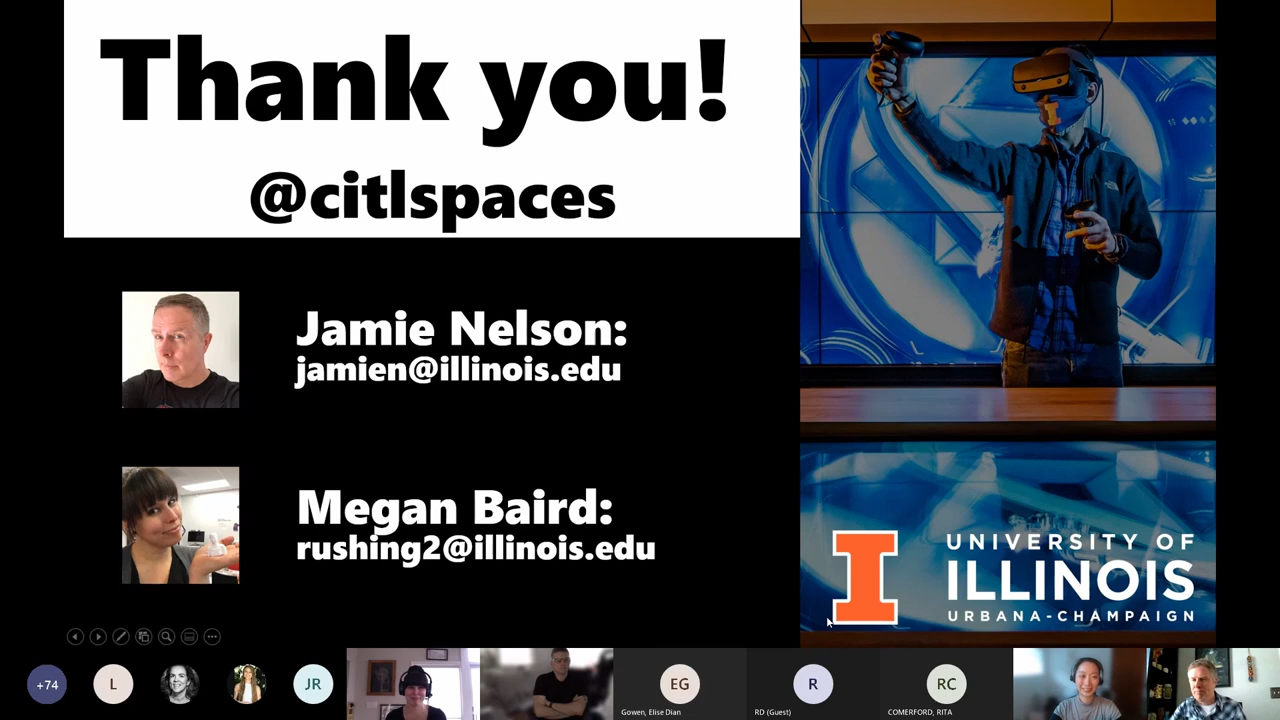 Thank you!
@citlspaces
Jamie Nelson:
jamien@illinois.edu
Megan Baird:
rushing2@illinois.edu
I
UNIVERSITY OF
ILLINOIS
URBANA-CHAMPAIGN
+74
L
JR
EG
R
RC
Gowen, Elise Dian
RD (Guest)
COMERFORD, RITA